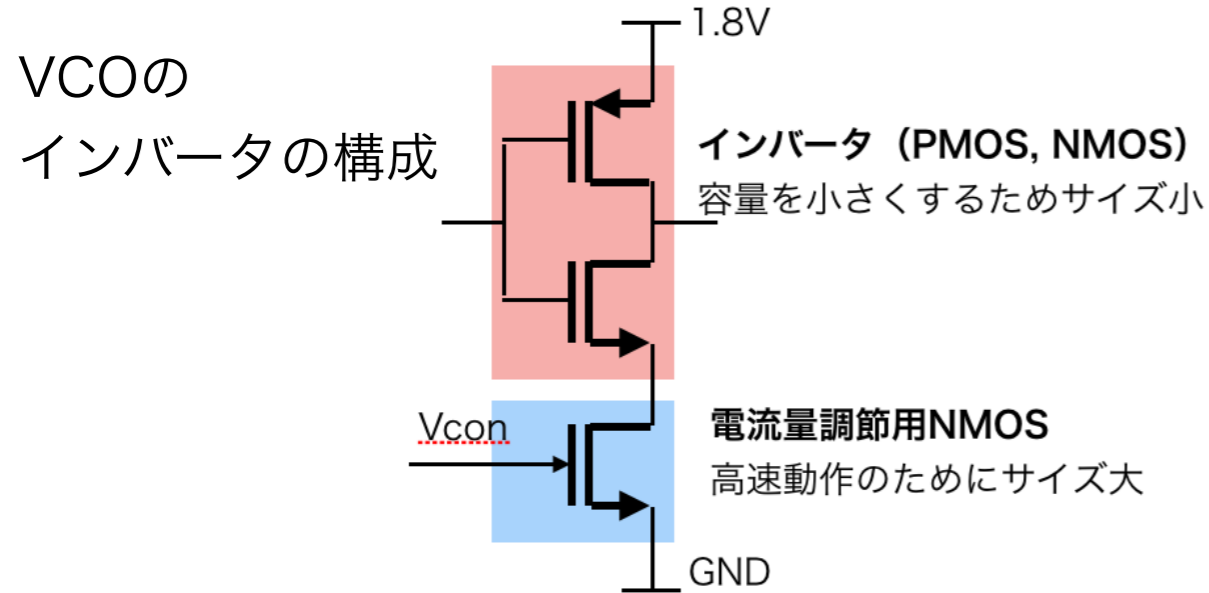 VCOの
インバータの構成
1.8V
インバータ（PMOS, NMOS）
容量を小さくするためサイズ小
Vcon
電流量調節用NMOS
高速動作のためにサイズ大
GND